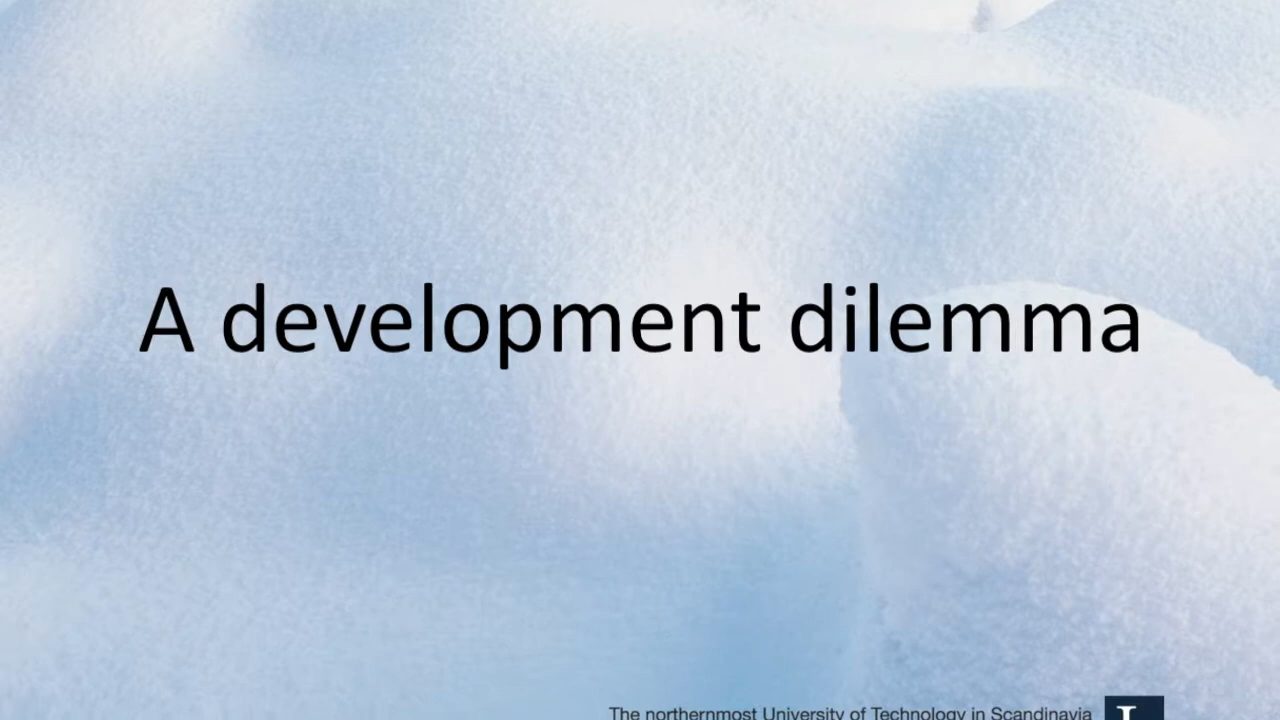 A development dilemma
The northernmost University of Technology in Scandinavia